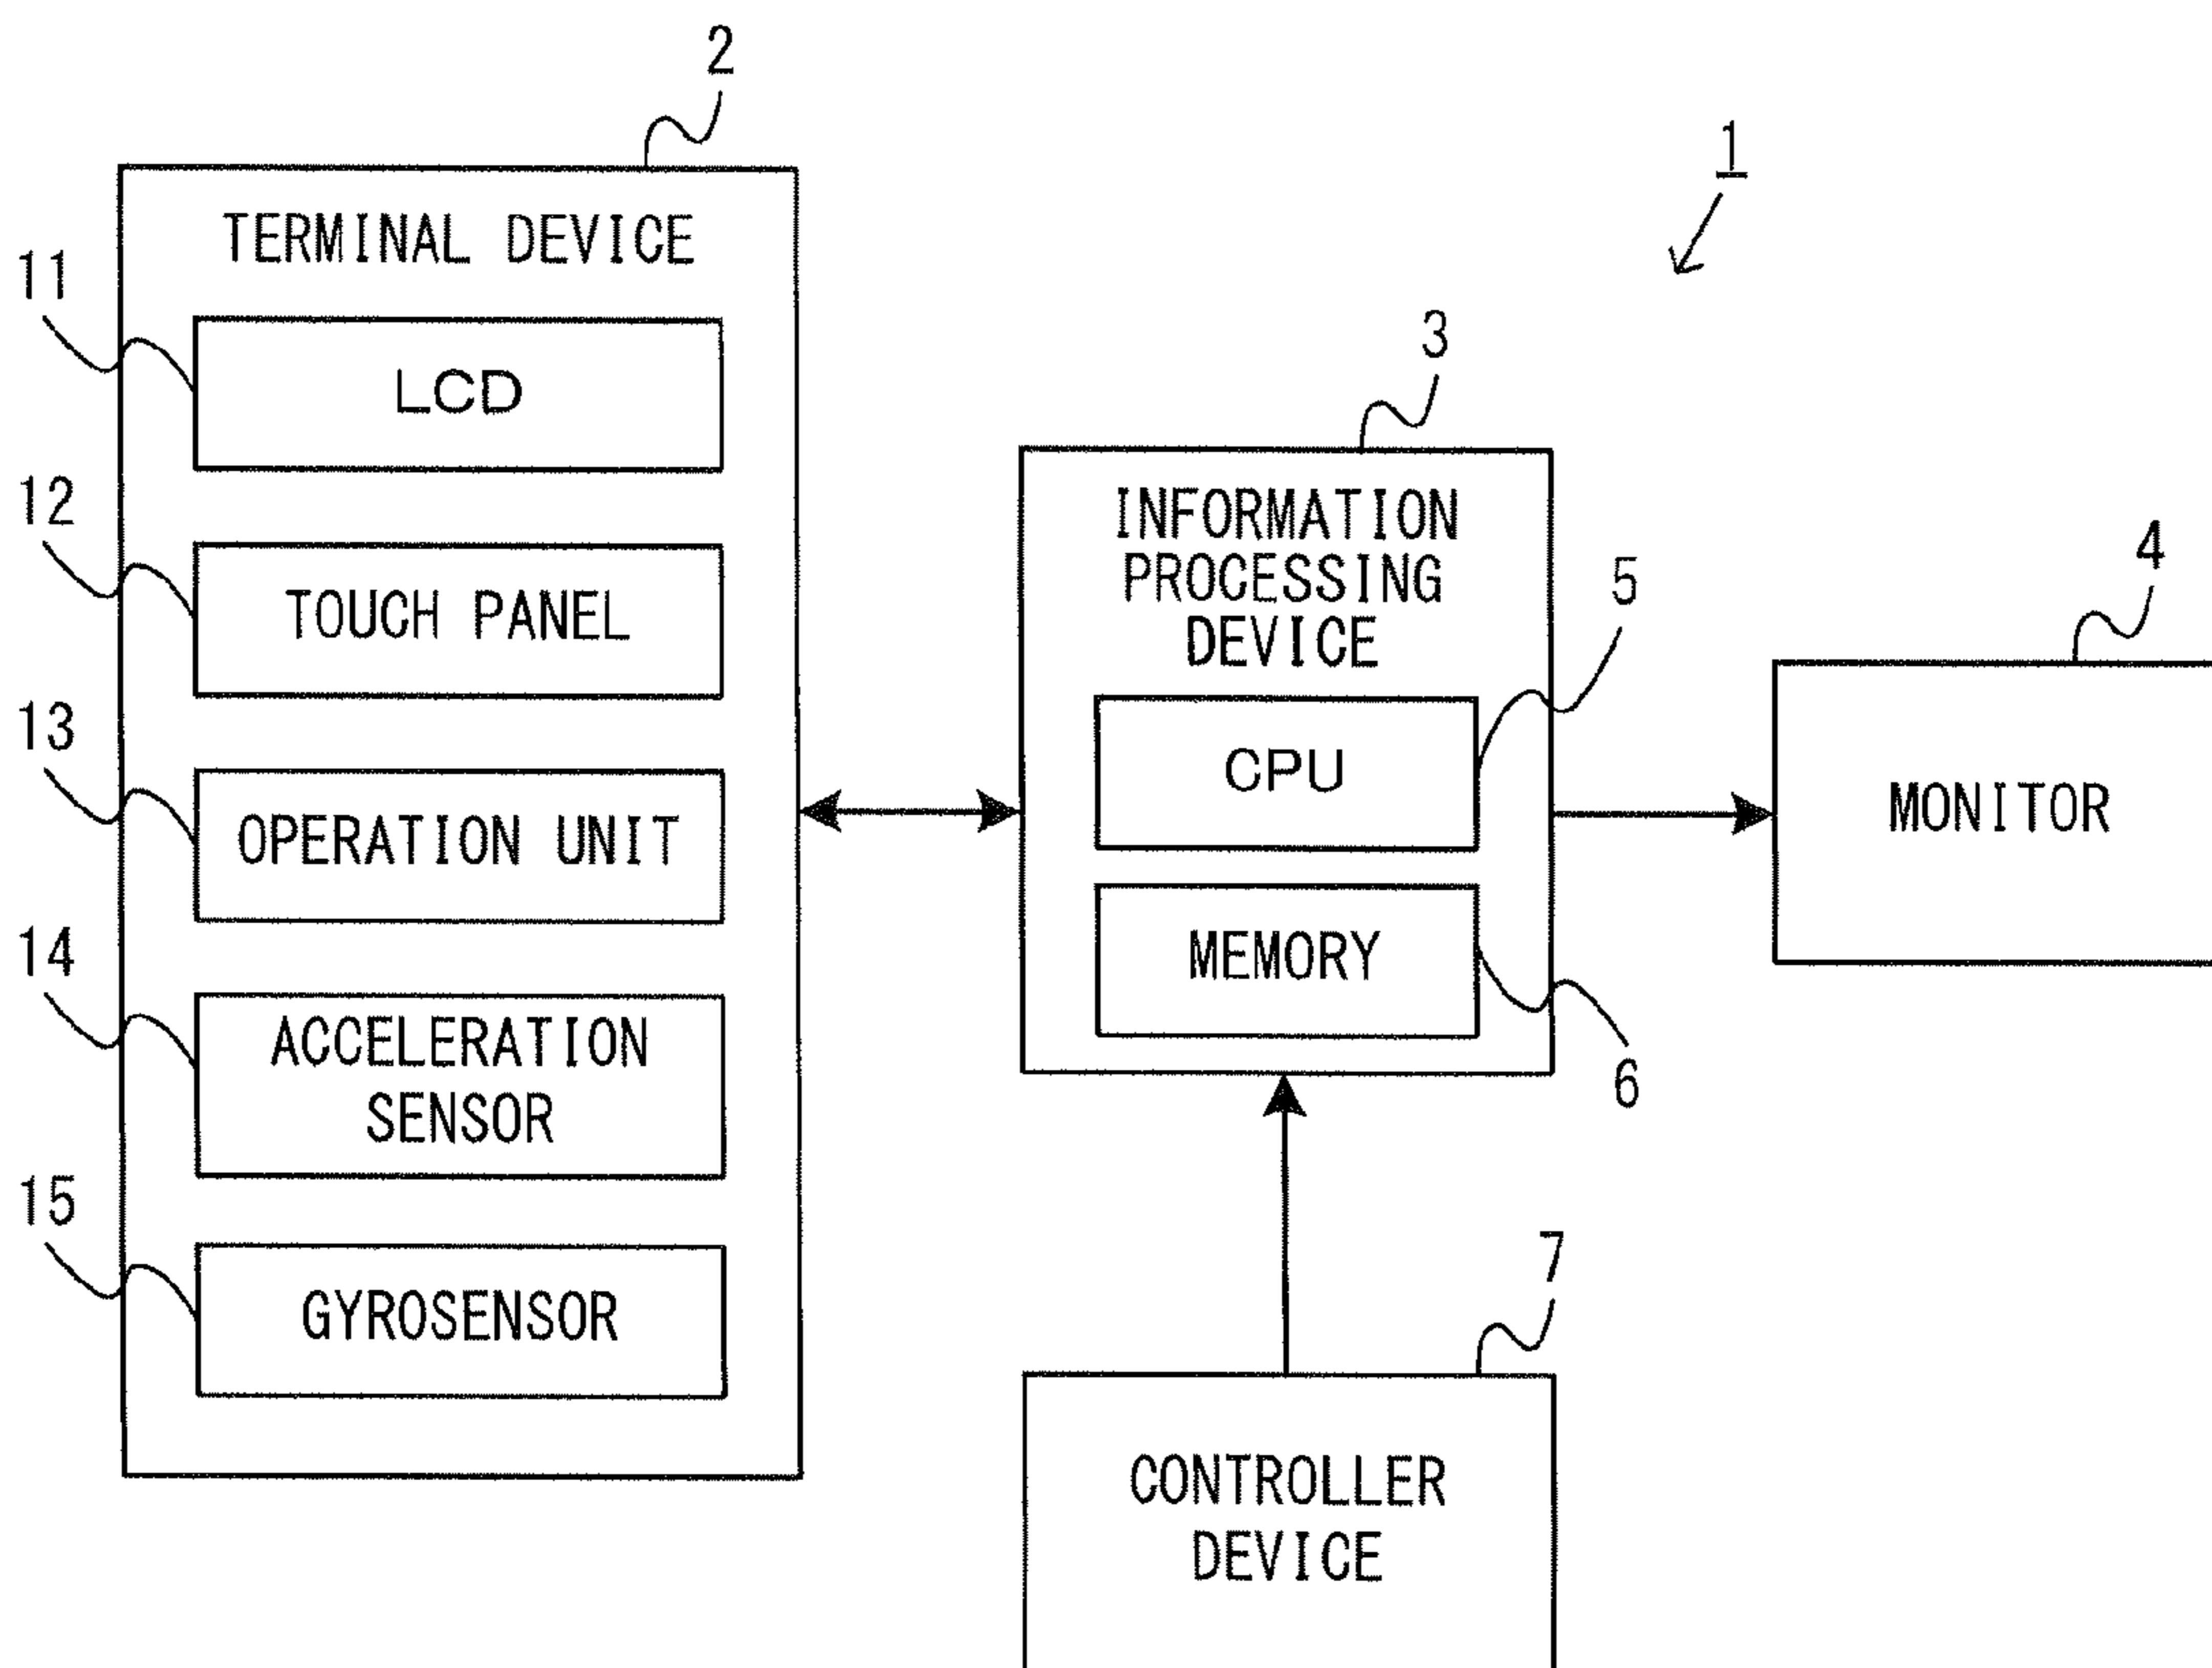 2
1
TERMINAL DEVICE
11
LCD
3
12
INFORMATION
PROCESSING
DEVICE
4
TOUCH PANEL
5
13
CPU
MONITOR
OPERATION UNIT
14
MEMORY
ACCELERATION
SENSOR
6
15
7
GYROSENSOR
CONTROLLER
DEVICE